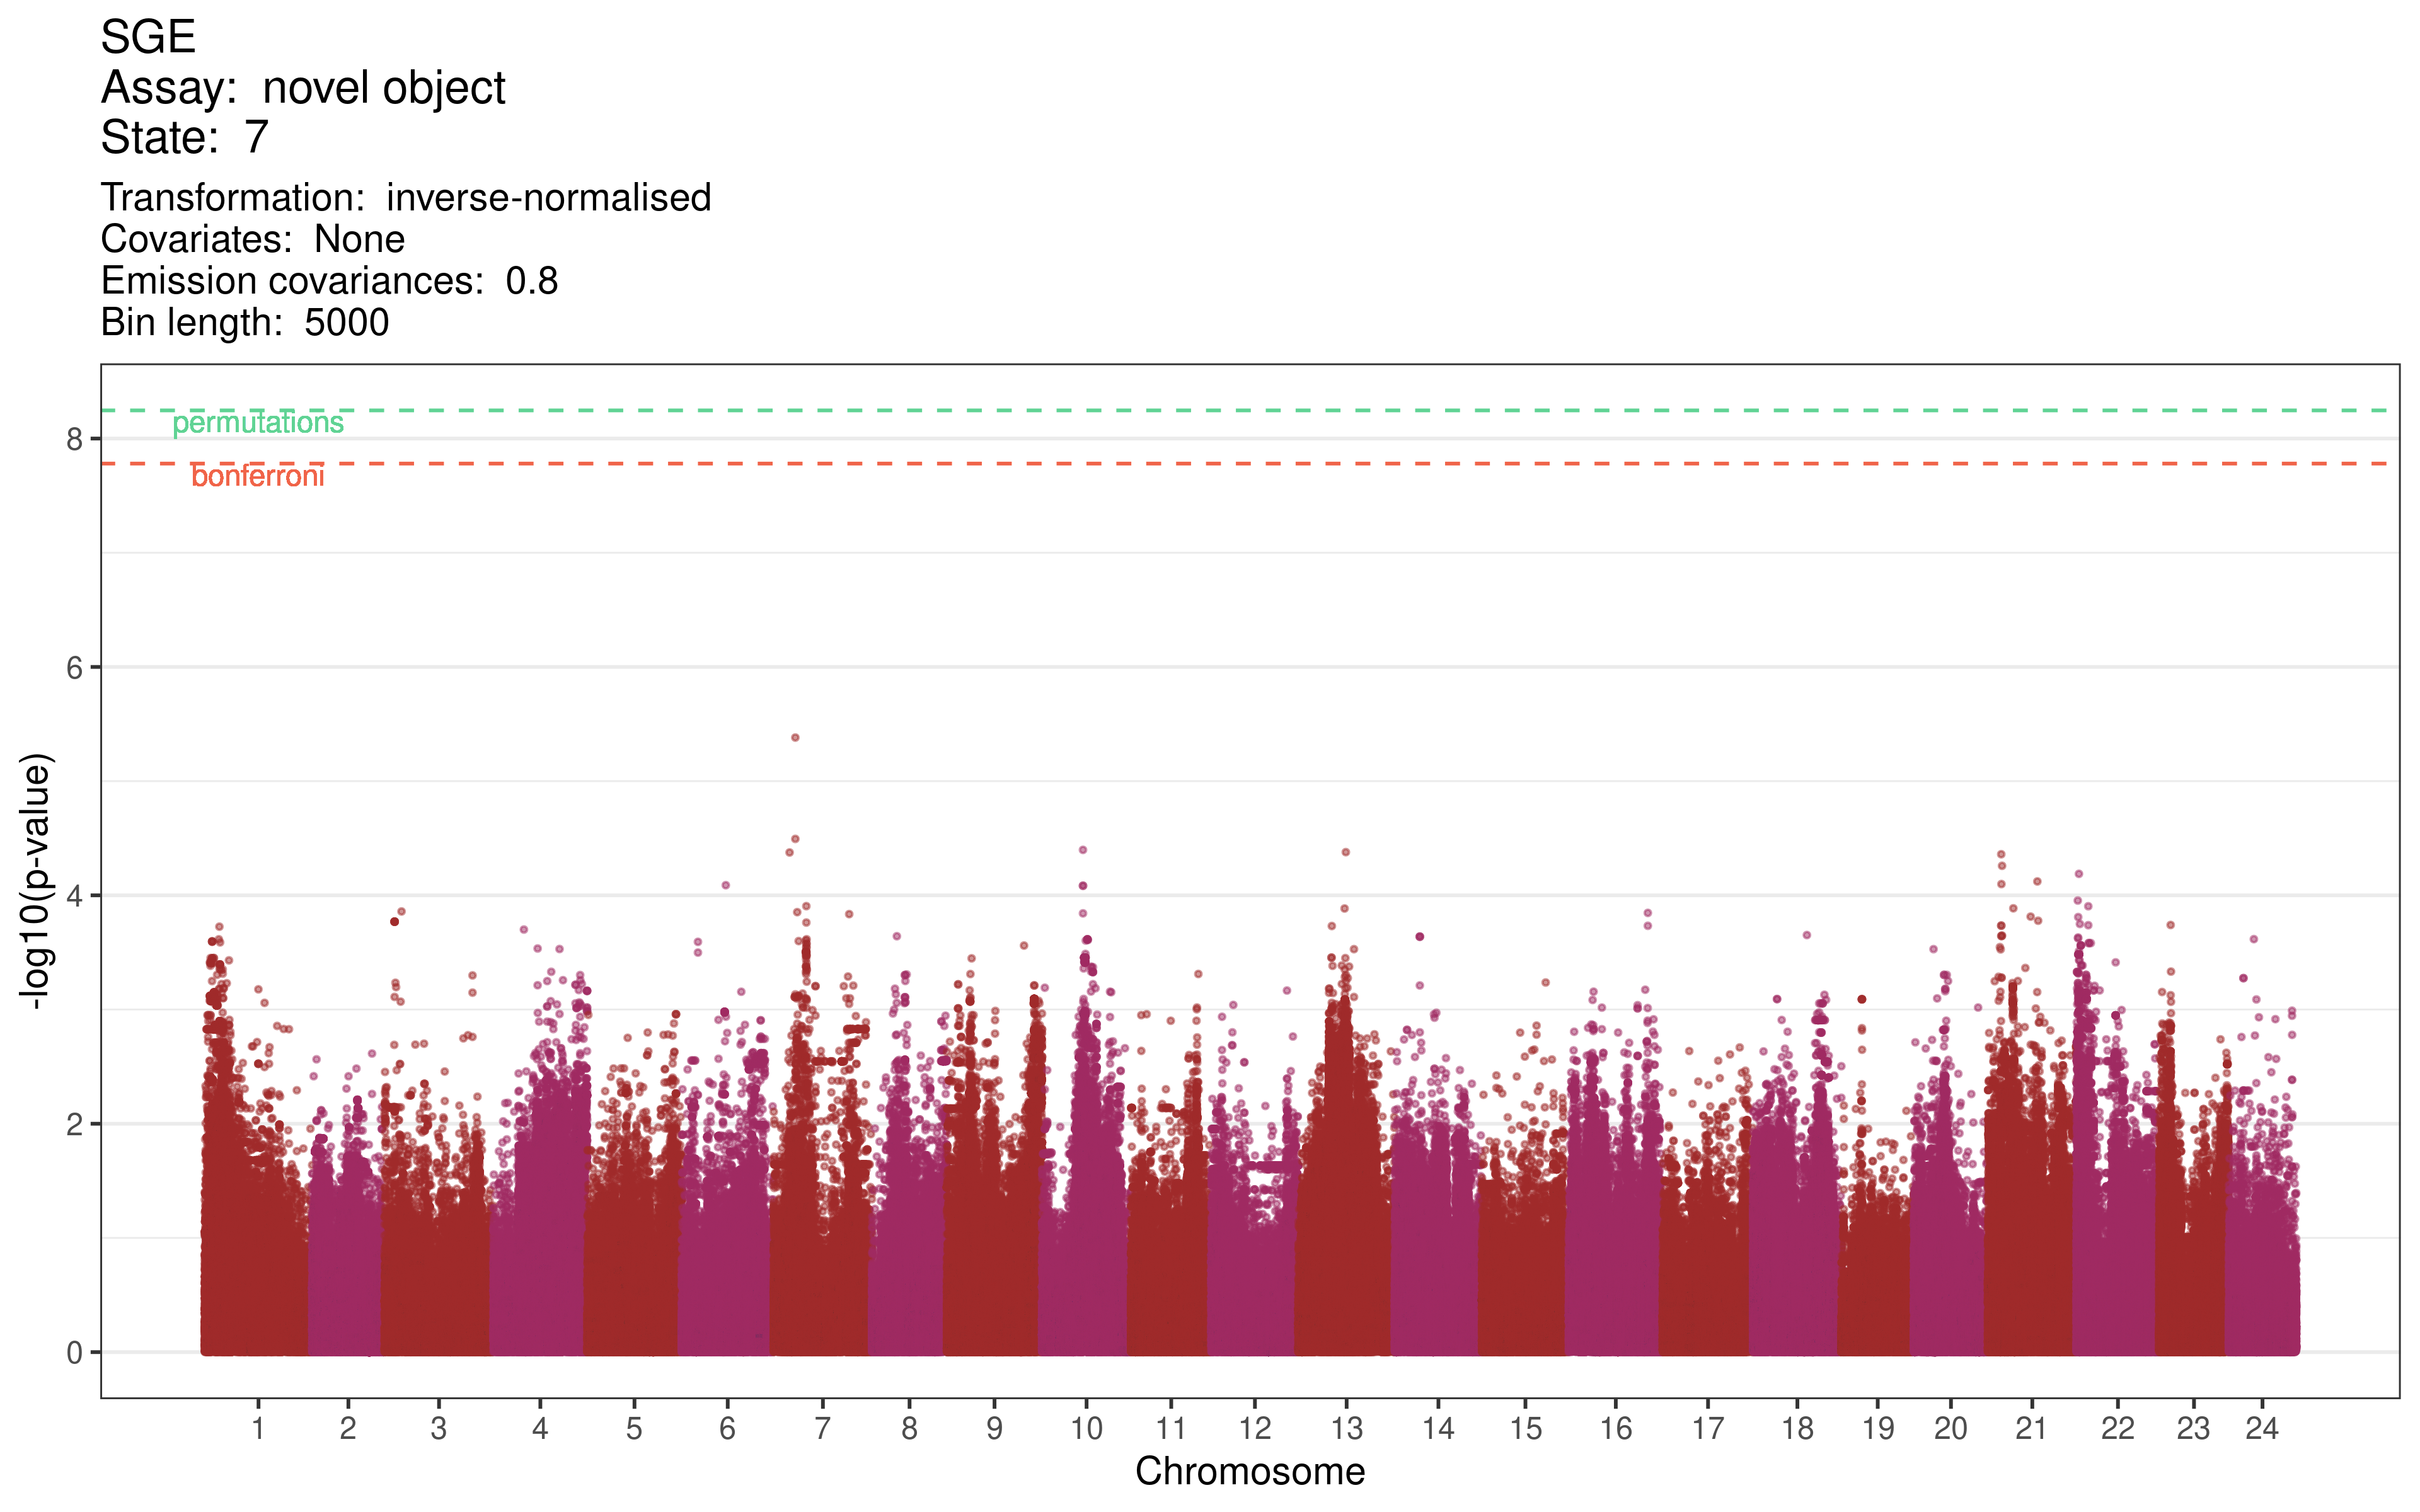 SGE
Assay:  novel object
State:  7
Transformation:  inverse-normalised
Covariates:  None
Emission covariances:  0.8
Bin length:  5000
permutations
8
bonferroni
6
4
2
0
-log10(p-value)
1 2 3 4 5 6 7 8 9 10 11 12 13 14 15 16 17 18 19 20 21 22 23 24
Chromosome